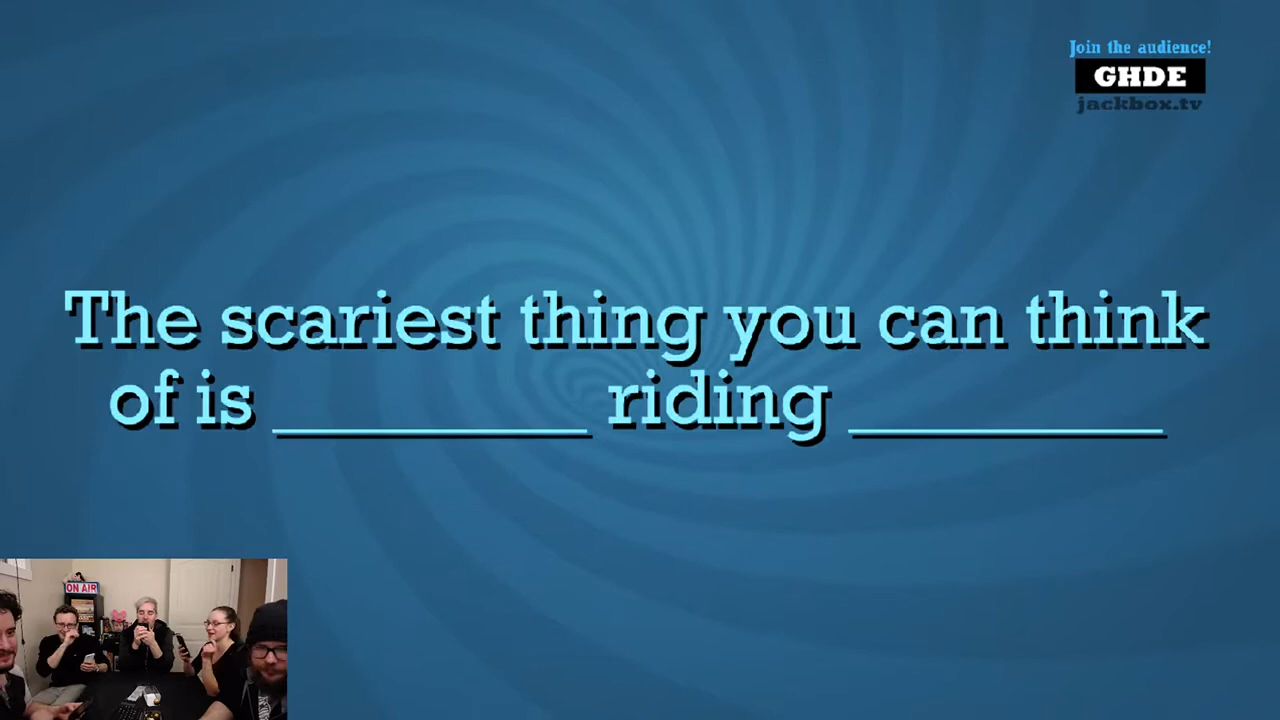 Join the audience!
GHDE
jackbox.tv
The scariest thing you can think
of is __________ riding __________
ON AIR